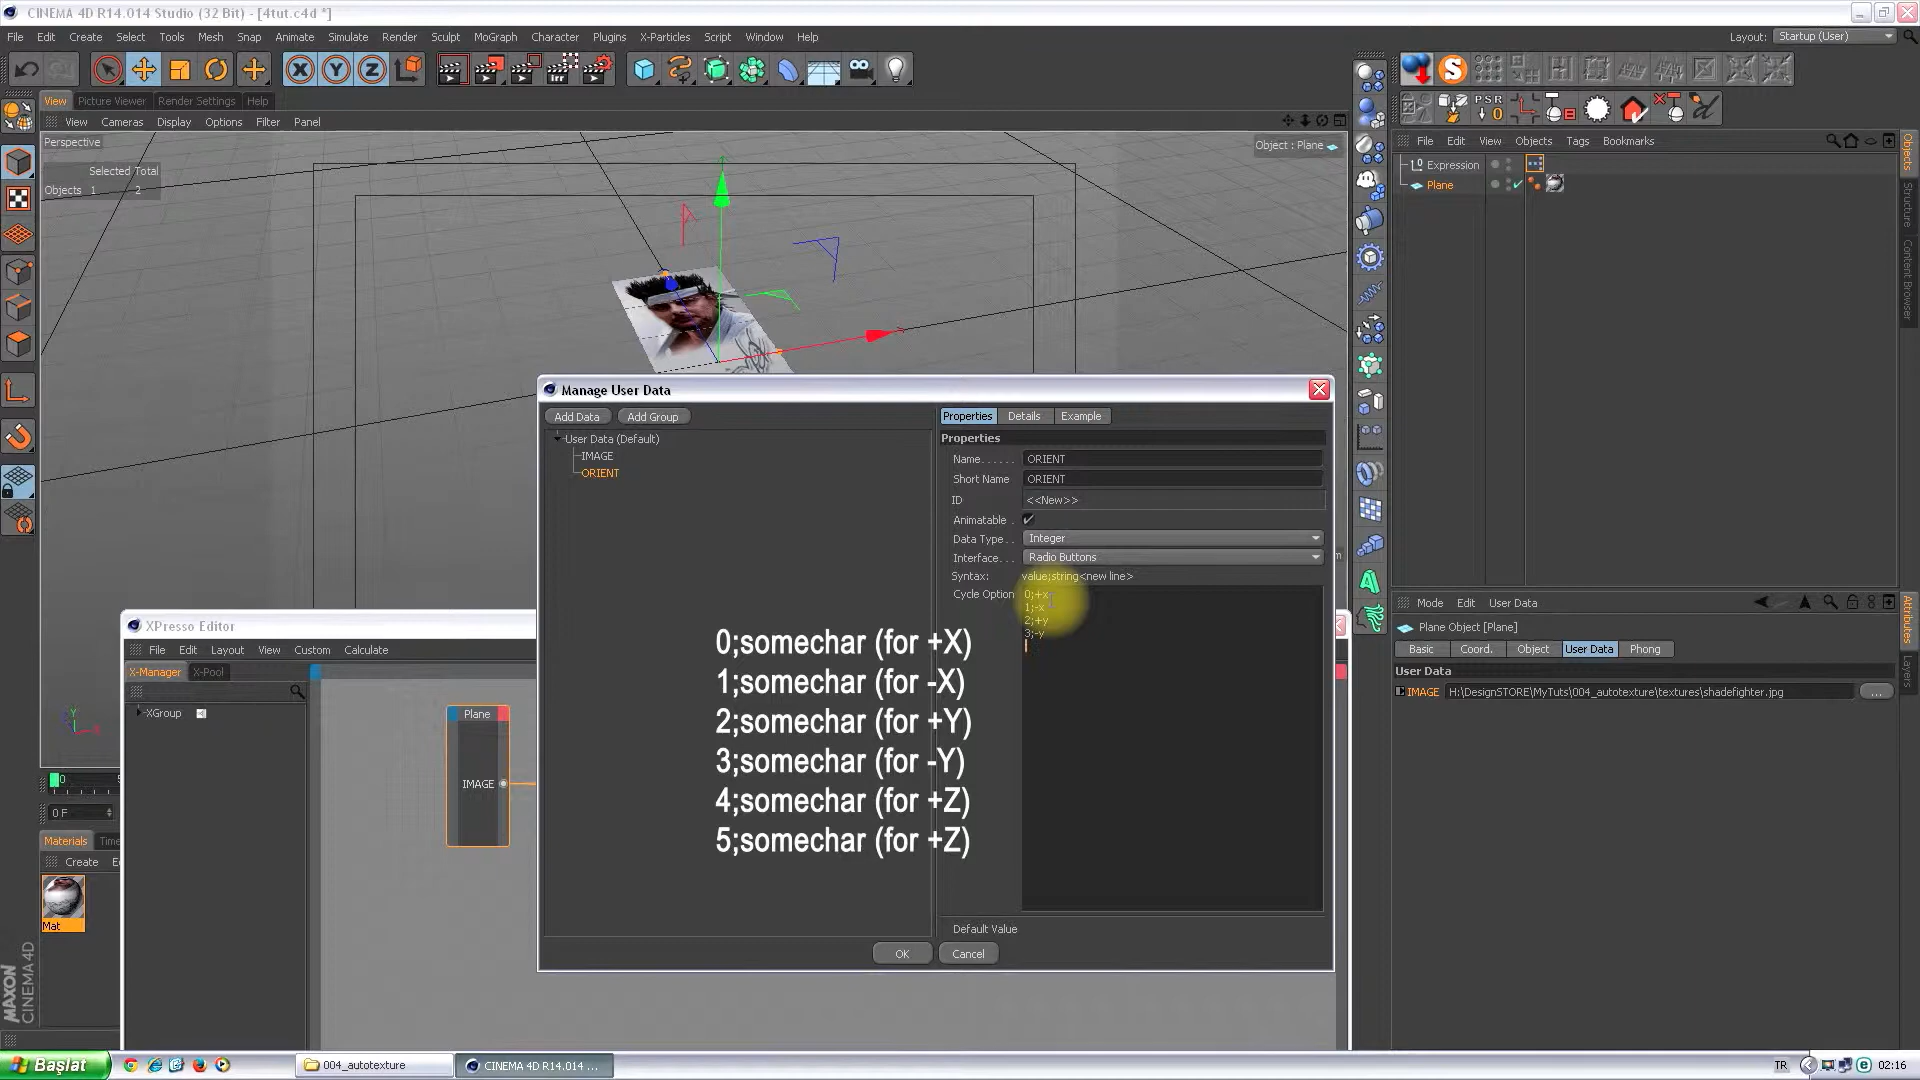 CINEMA 4D R14.014 Studio (32 Bit) - [4tut.c4d *]
File Edit Create Select Tools Mesh Snap Animate Simulate Render Sculpt MoGraph Character Plugins X-Particles Script Window Help
Layout: Startup (User)
View Picture Viewer Render Settings Help
PSR
View Cameras Display Options Filter Panel
File Edit View Objects Tags Bookmarks
Perspective
Object : Plane
Selected Total
Objects 1 2
Expression
Plane
Objects
Structure
Content Browser
Manage User Data
Add Data Add Group
Properties Details Example
User Data (Default)
IMAGE
ORIENT
Properties
Name ORIENT
Short Name ORIENT
ID <<New>>
Animatable
Data Type Integer
Interface Radio Buttons
Syntax: value;string<new line>
Cycle Option
0;+x
1;-x
2;+y
3;-y
Default Value
OK Cancel
0;somechar (for +X)
1;somechar (for -X)
2;somechar (for +Y)
3;somechar (for -Y)
4;somechar (for +Z)
5;somechar (for +Z)
XPresso Editor
File Edit Layout View Custom Calculate
X-Manager X-Pool
XGroup
Plane
IMAGE
0 F
Materials
Create
Mat
MAXON
CINEMA 4D
Mode Edit User Data
Plane Object [Plane]
Basic Coord. Object User Data Phong
User Data
IMAGE H:\DesignSTORE\MyTuts\004_autotexture\textures\shadefighter.jpg ...
Attributes
Layers
Başlat
004_autotexture
CINEMA 4D R14.014 ...
TR
02:16